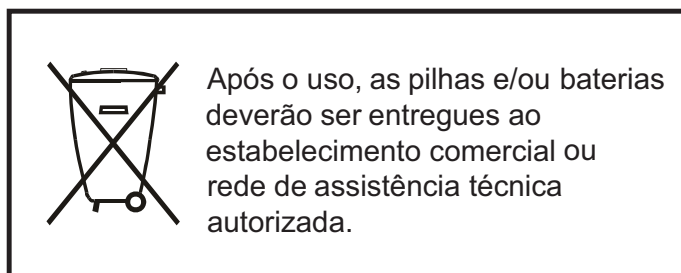 Após o uso, as pilhas e/ou baterias
deverão ser entregues ao
estabelecimento comercial ou
rede de assistência técnica
autorizada.